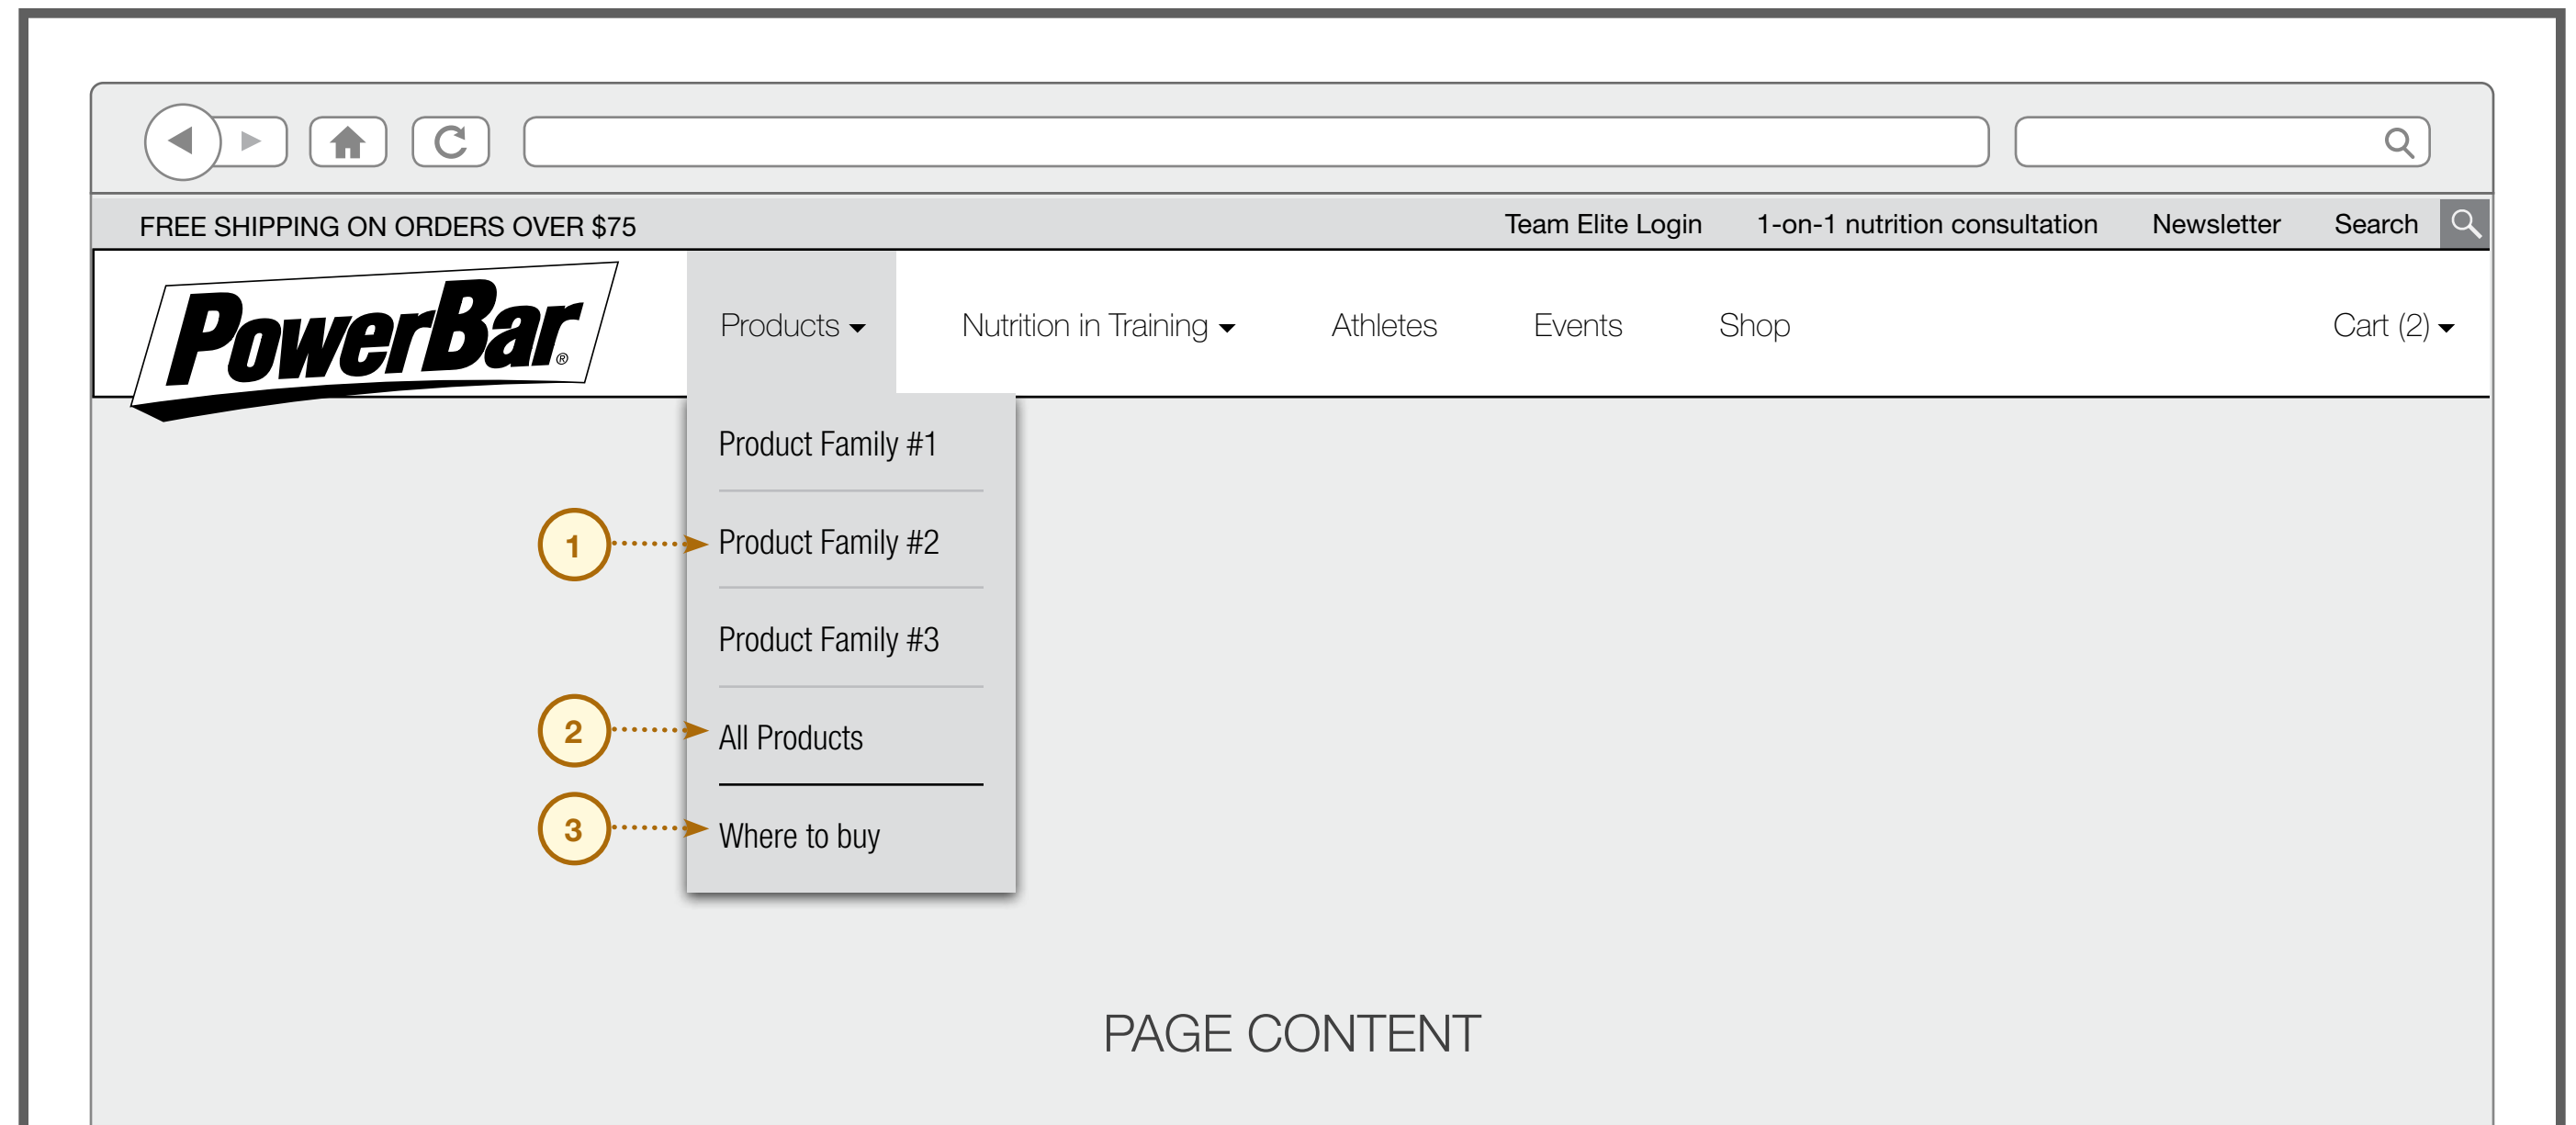 FREE SHIPPING ON ORDERS OVER $75 Team Elite Login 1-on-1 nutrition consultation Newsletter Search
PowerBar® Products Nutrition in Training Athletes Events Shop Cart (2)
Product Family #1
1 Product Family #2
Product Family #3
2 All Products
3 Where to buy
PAGE CONTENT